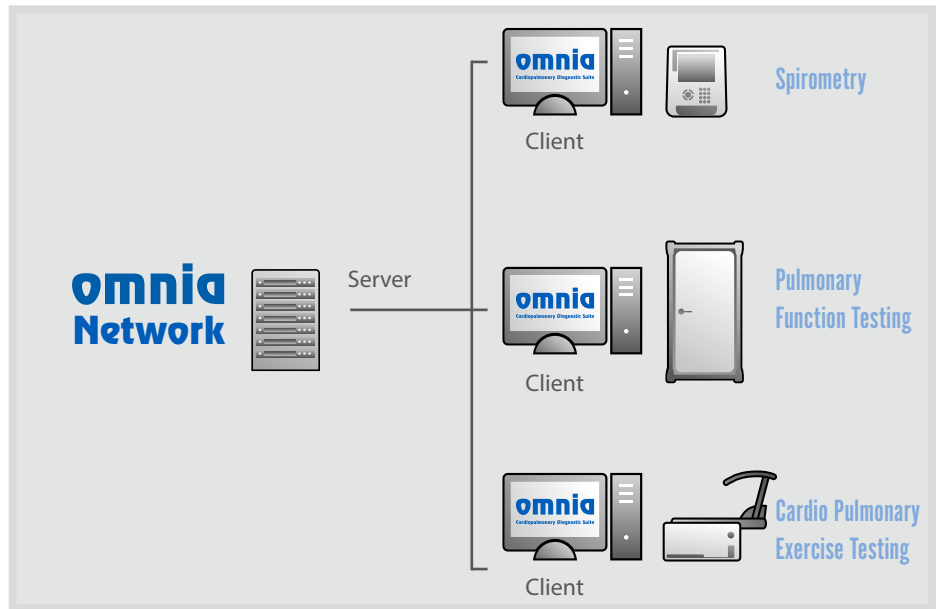 omnia
Cardiopulmonary Diagnostic Suite
Client
Spirometry
omnia
Network
Server
omnia
Cardiopulmonary Diagnostic Suite
Client
Pulmonary
Function Testing
omnia
Cardiopulmonary Diagnostic Suite
Client
Cardio Pulmonary
Exercise Testing